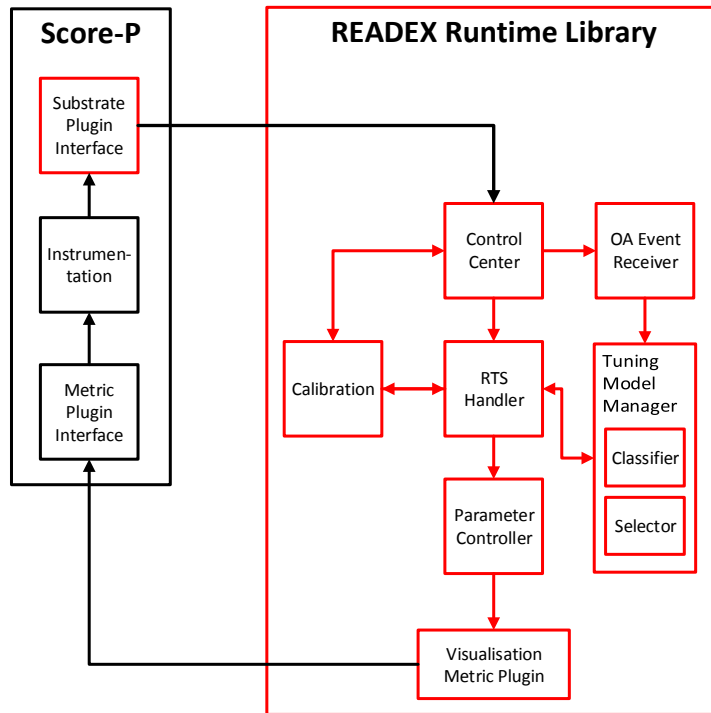 Score-P
Substrate
Plugin
Interface
Instrumen-
tation
Metric
Plugin
Interface
READEX Runtime Library
Control
Center
OA Event
Receiver
Calibration
RTS
Handler
Tuning
Model
Manager
Classifier
Selector
Parameter
Controller
Visualisation
Metric Plugin